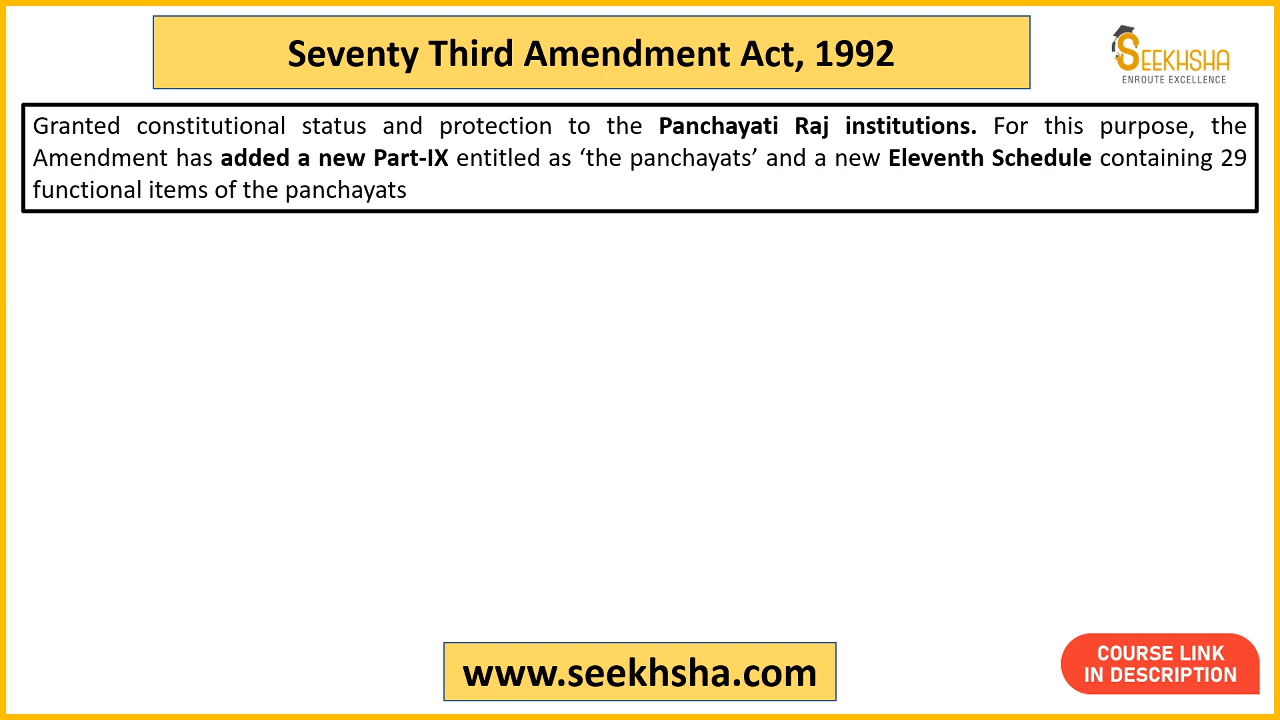 Seventy Third Amendment Act, 1992
SEEKHSHA
ENROUTE EXCELLENCE
Granted constitutional status and protection to the Panchayati Raj institutions. For this purpose, the
Amendment has added a new Part-IX entitled as ‘the panchayats’ and a new Eleventh Schedule containing 29
functional items of the panchayats
www.seekhsha.com
COURSE LINK
IN DESCRIPTION